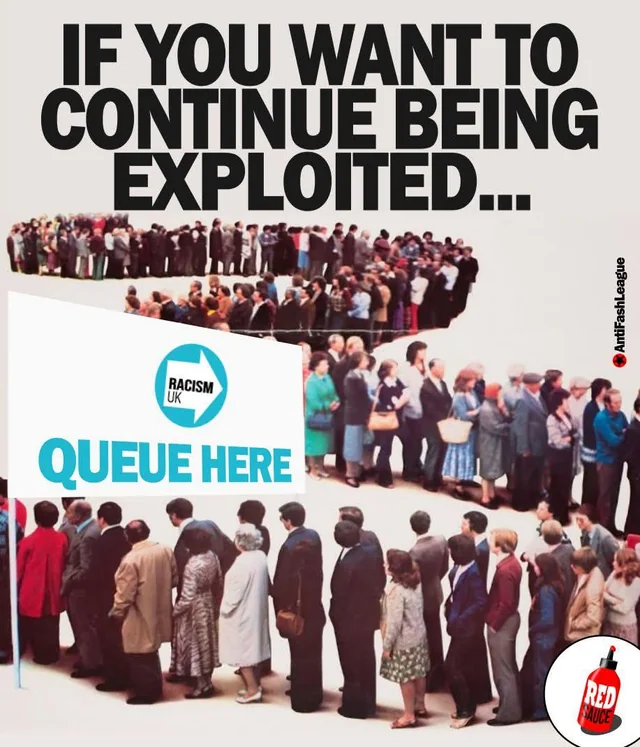 IF YOU WANT TO
CONTINUE BEING
EXPLOITED...
AntiFashLeague
RACISM
UK
QUEUE HERE
RED
SAUCE